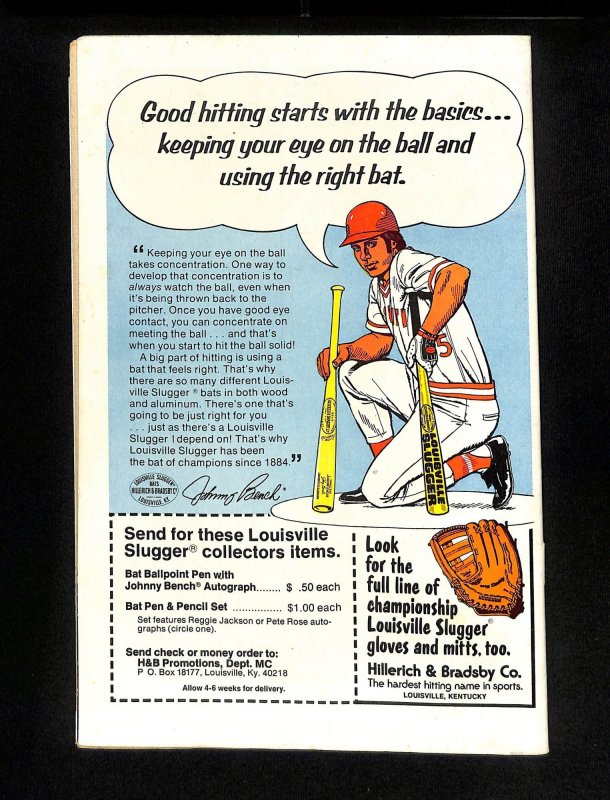 Good hitting starts with the basics...
keeping your eye on the ball and
using the right bat.
“ Keeping your eye on the ball
takes concentration. One way to
develop that concentration is to
always watch the ball, even when
it's being thrown back to the
pitcher. Once you have good eye
contact, you can concentrate on
meeting the ball . . . and that's
when you start to hit the ball solid!
A big part of hitting is using a
bat that feels right. That's why
there are so many different Louis-
ville Slugger ® bats in both wood
and aluminum. There's one that's
going to be just right for you
. . . just as there's a Louisville
Slugger I depend on! That's why
Louisville Slugger has been
the bat of champions since 1884.”
LOUISVILLE SLUGGER
BATS
HILLERICH & BRADSBY Co
LOUISVILLE, KY.
Johnny Bench
5
LOUISVILLE
SLUGGER
Send for these Louisville
Slugger® collectors items.
Bat Ballpoint Pen with
Johnny Bench® Autograph........ $ .50 each
Bat Pen & Pencil Set ................ $1.00 each
Set features Reggie Jackson or Pete Rose auto-
graphs (circle one).
Send check or money order to:
H&B Promotions, Dept. MC
P O. Box 18177, Louisville, Ky. 40218
Allow 4-6 weeks for delivery.
Look
for the
full line of
championship
Louisville Slugger®
gloves and mitts, too.
Hillerich & Bradsby Co.
The hardest hitting name in sports.
LOUISVILLE, KENTUCKY